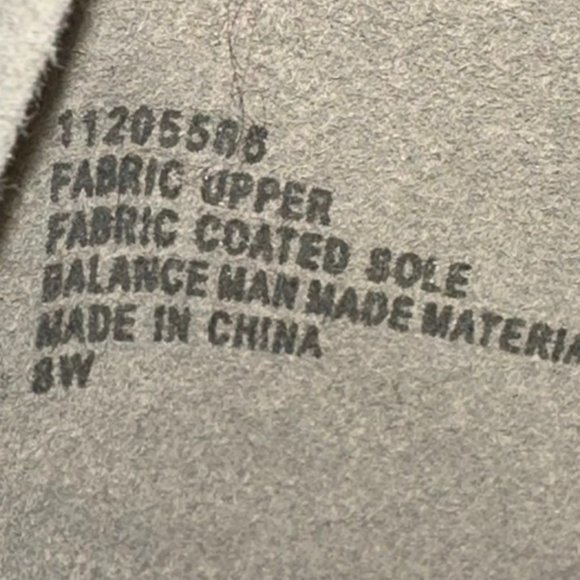 11205586
FABRIC UPPER
FABRIC COATED SOLE
BALANCE MAN MADE MATERIA
MADE IN CHINA
8W